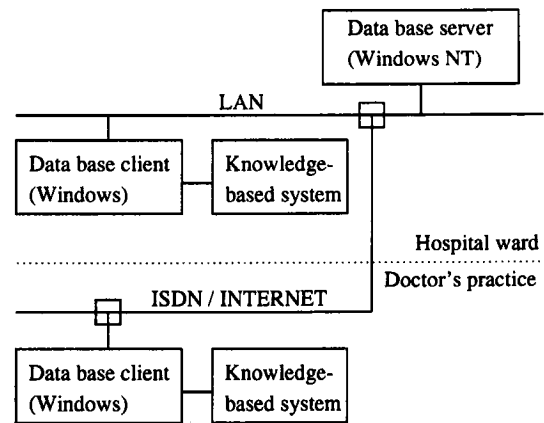 Data base server
(Windows NT)
LAN
Data base client
(Windows)
Knowledge-
based system
Hospital ward
Doctor's practice
ISDN / INTERNET
Data base client
(Windows)
Knowledge-
based system